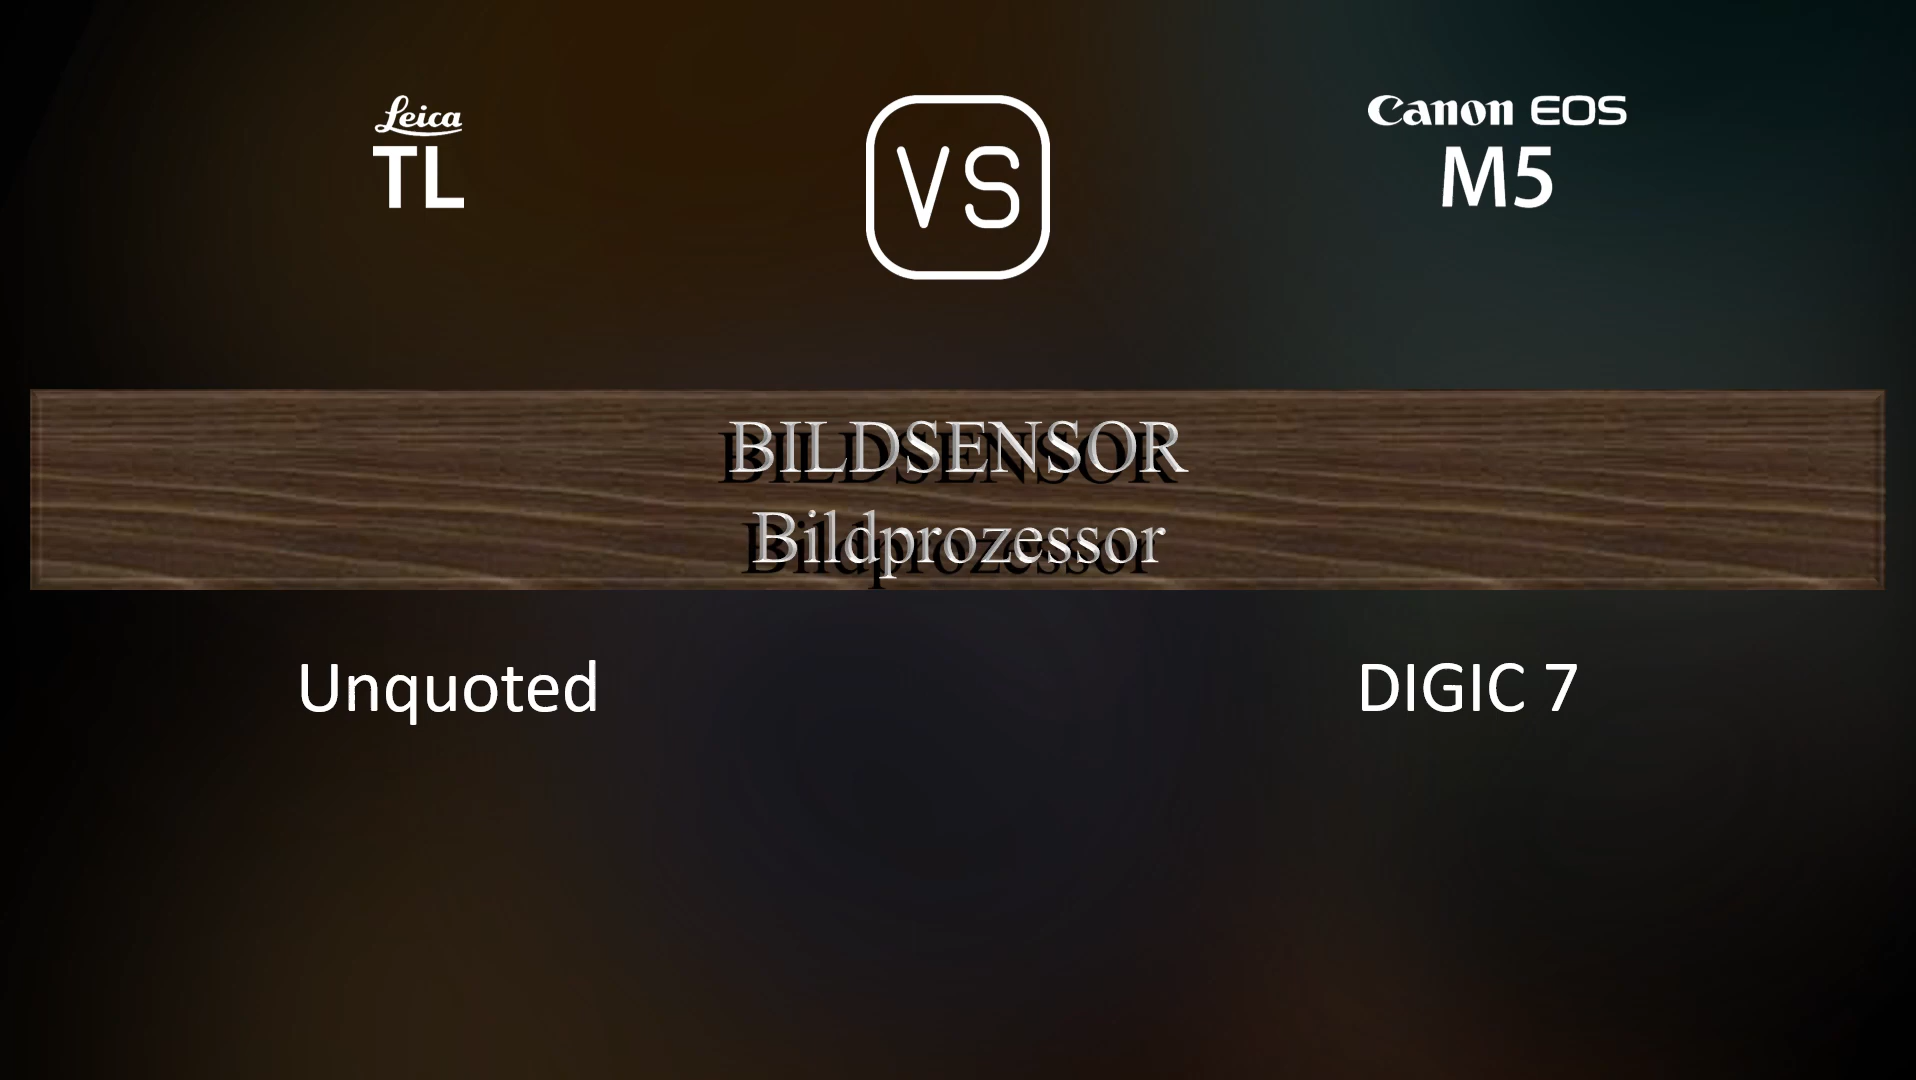 Leica
TL
VS
Canon EOS
M5
BILDSENSOR
Bildprozessor
Unquoted
DIGIC 7